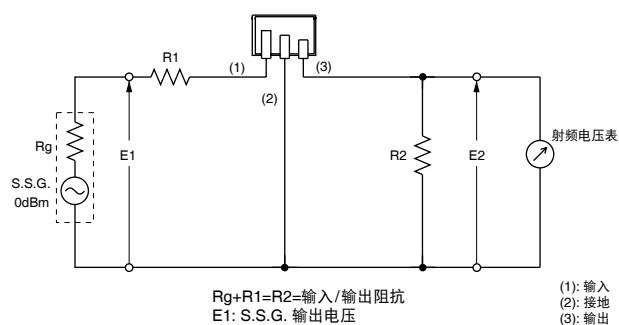 R1
(1)
(3)
(2)
Rg
E1
R2
E2
射频电压表
S.S.G.
0dBm
Rg+R1=R2=输入/输出阻抗
E1: S.S.G. 输出电压
(1): 输入
(2): 接地
(3): 输出